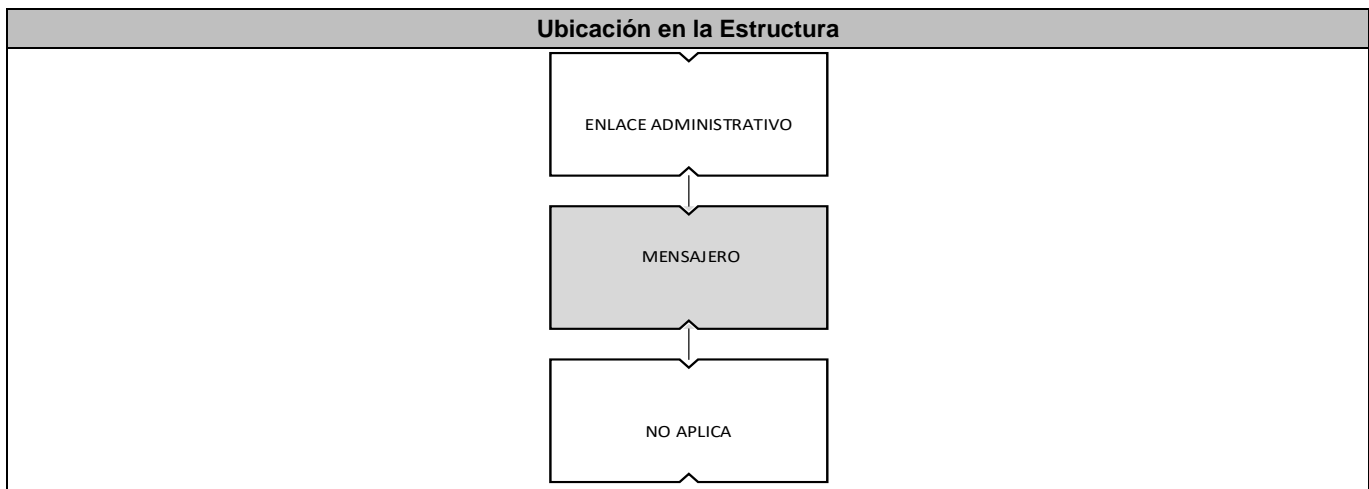 Ubicación en la Estructura
ENLACE ADMINISTRATIVO
MENSAJERO
NO APLICA